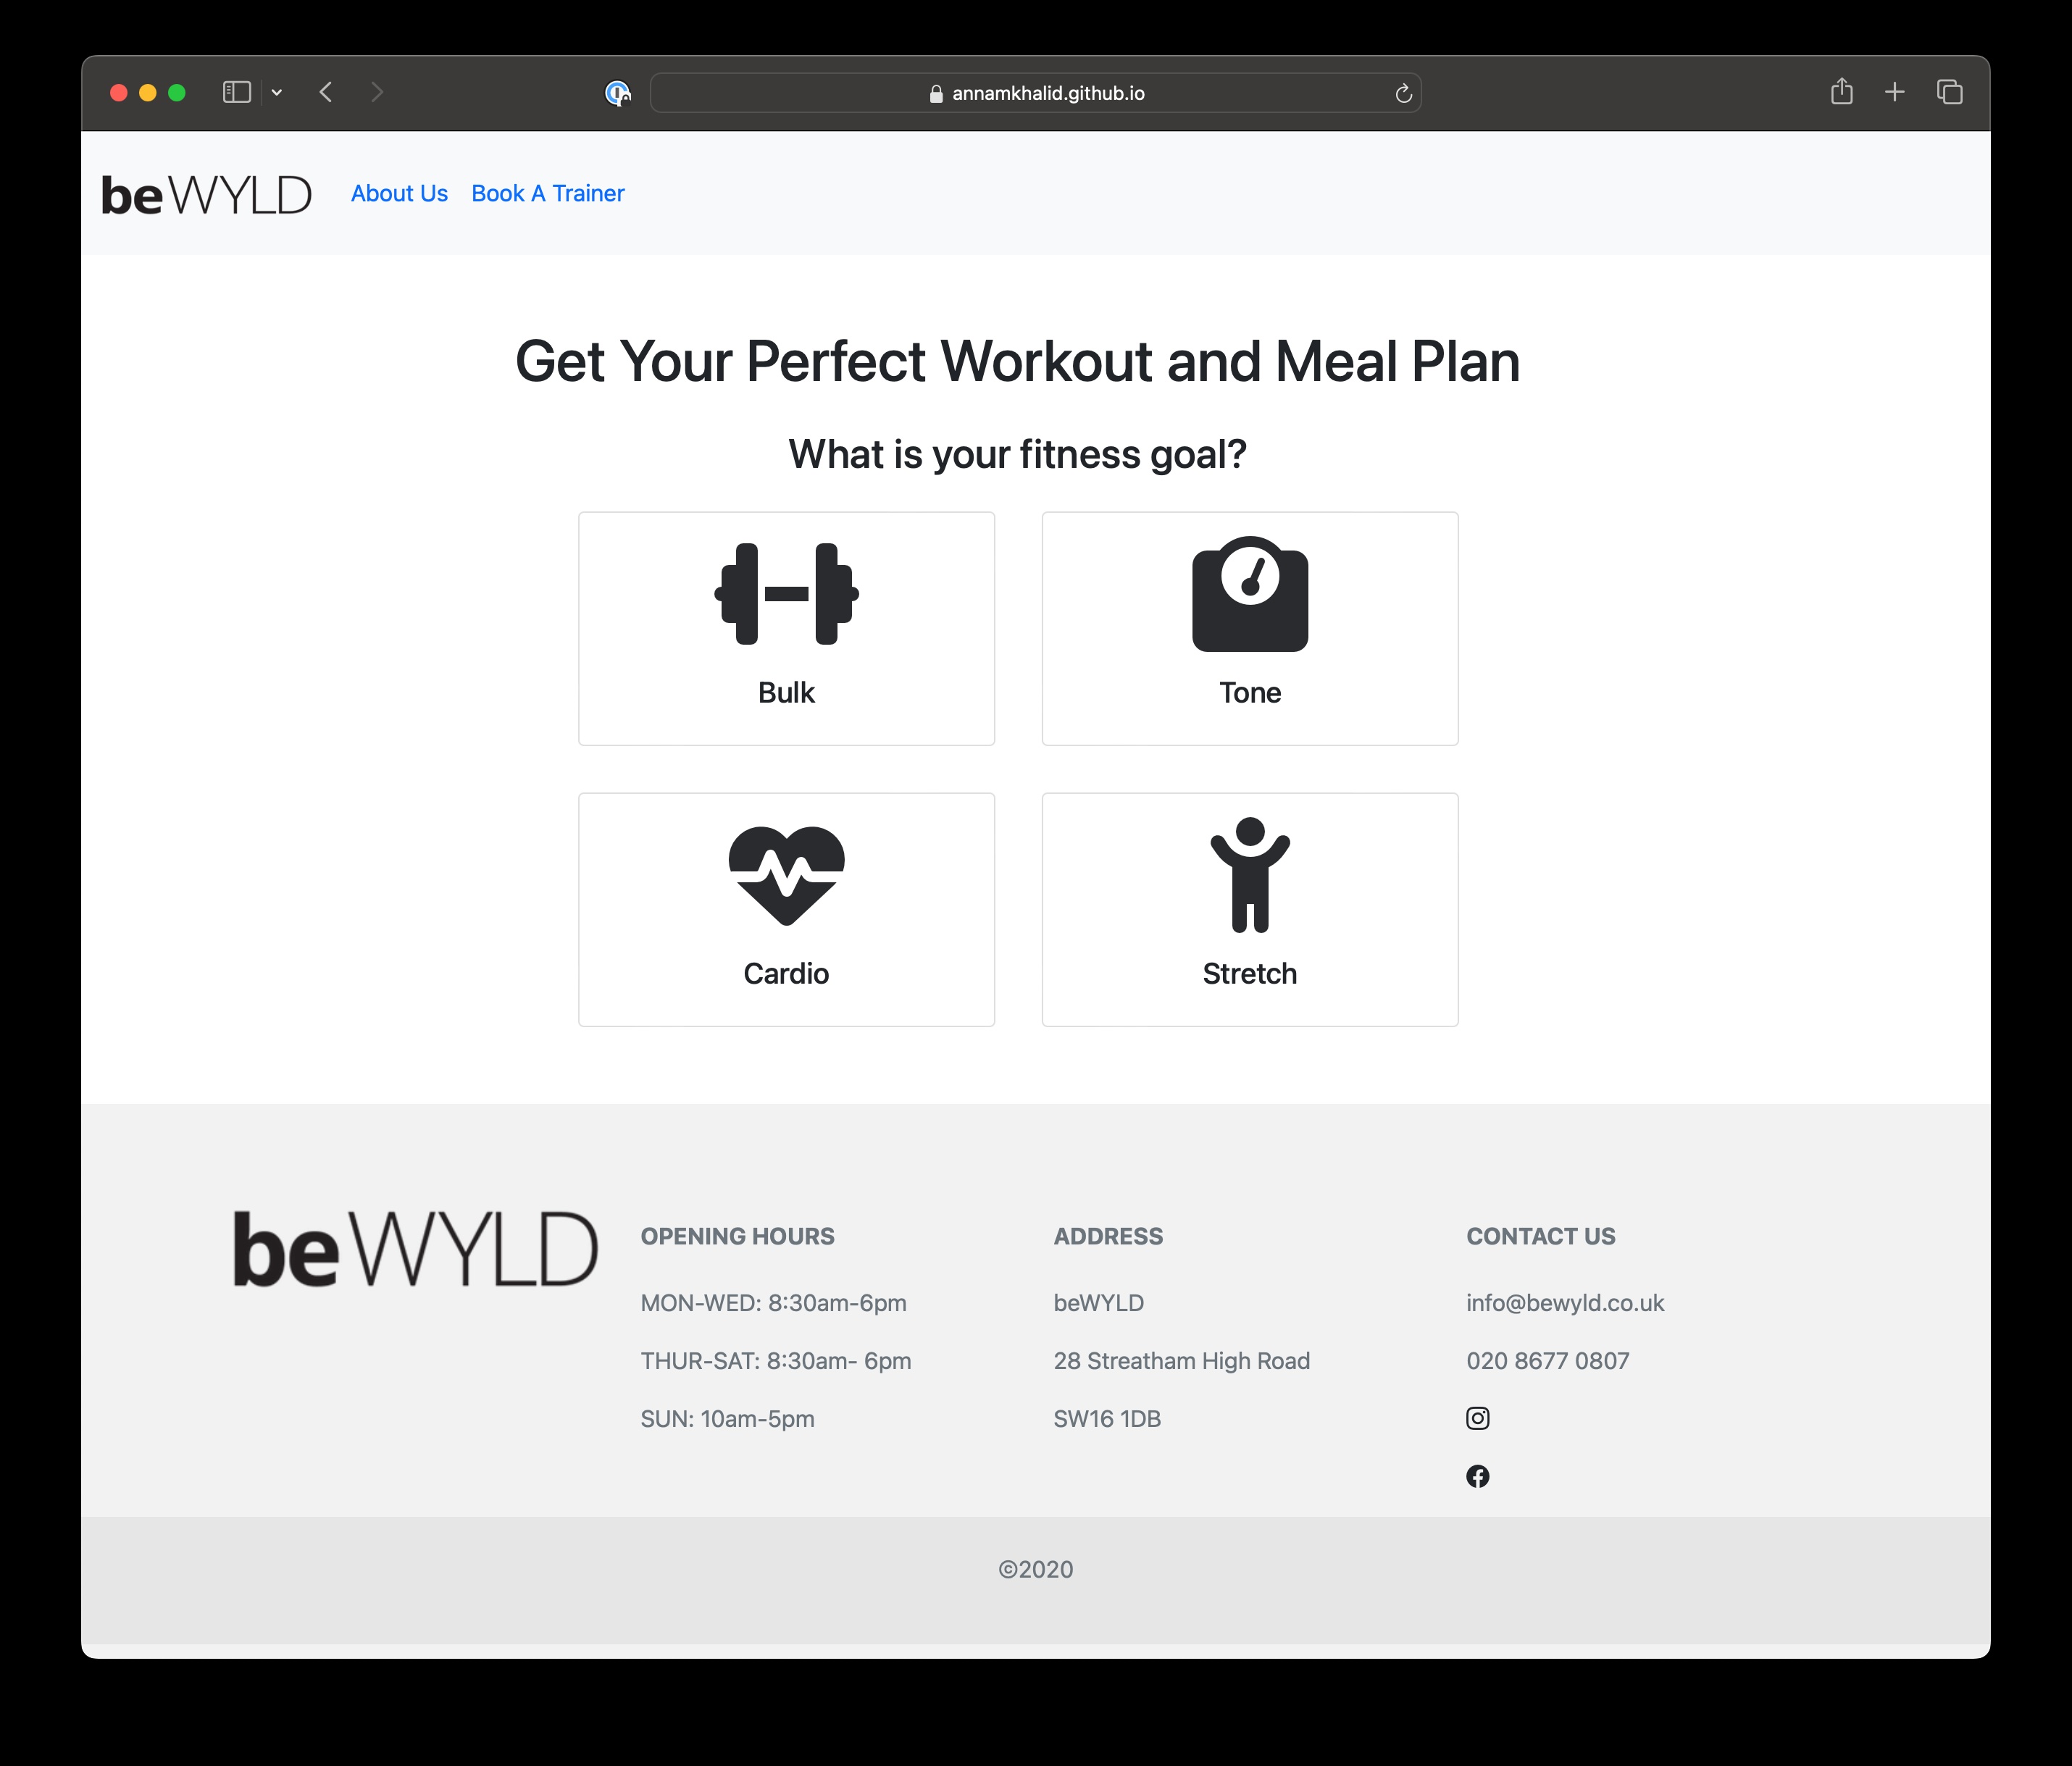 annamkhalid.github.io
beWYLD
About Us
Book A Trainer
Get Your Perfect Workout and Meal Plan
What is your fitness goal?
Bulk
Tone
Cardio
Stretch
beWYLD
OPENING HOURS
MON-WED: 8:30am-6pm
THUR-SAT: 8:30am- 6pm
SUN: 10am-5pm
ADDRESS
beWYLD
28 Streatham High Road
SW16 1DB
CONTACT US
info@bewyld.co.uk
020 8677 0807
©2020